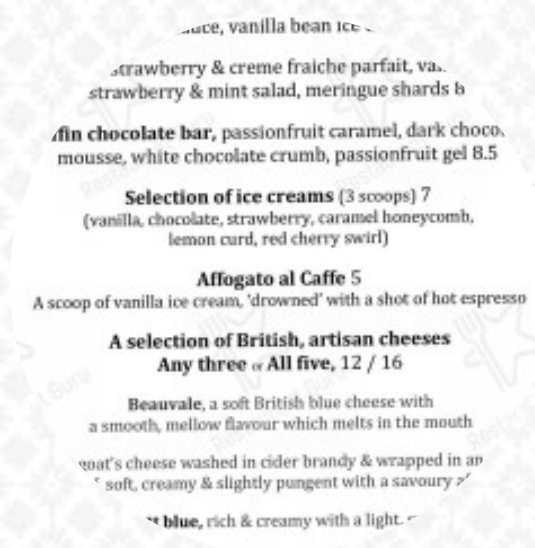 vanilla bean ice
strawberry & creme fraiche parfait,
strawberry & mint salad, meringue shards
chocolate bar, passionfruit caramel, dark
mousse, white chocolate crumb, passionfruit gel 8.5
Selection of ice creams (3 scoops) 7
(vanilla, chocolate, strawberry, caramel honeycomb,
lemon curd, red cherry swirl)
Affogato al Caffe 5
A scoop of vanilla ice cream, 'drowned' with a shot of hot espresso
A selection of British, artisan cheeses
Any three or All five, 12 / 16
Beauvale, a soft British blue cheese with
a smooth, mellow flavour which melts in the mouth
goat's cheese washed in cider brandy & wrapped in
soft, creamy & slightly pungent with a savoury
blue, rich & creamy with a light